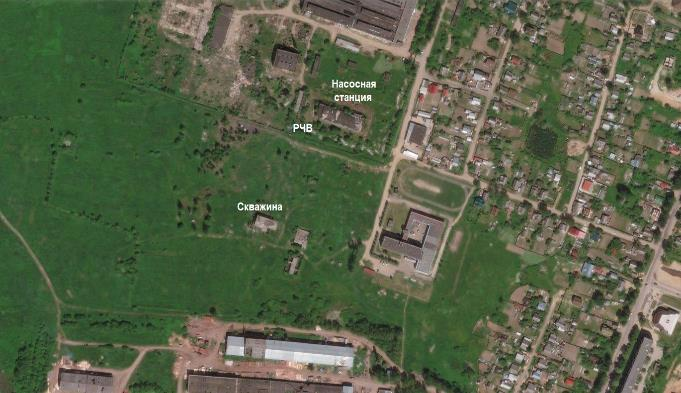 Насосная
станция
РЧВ
Скважина